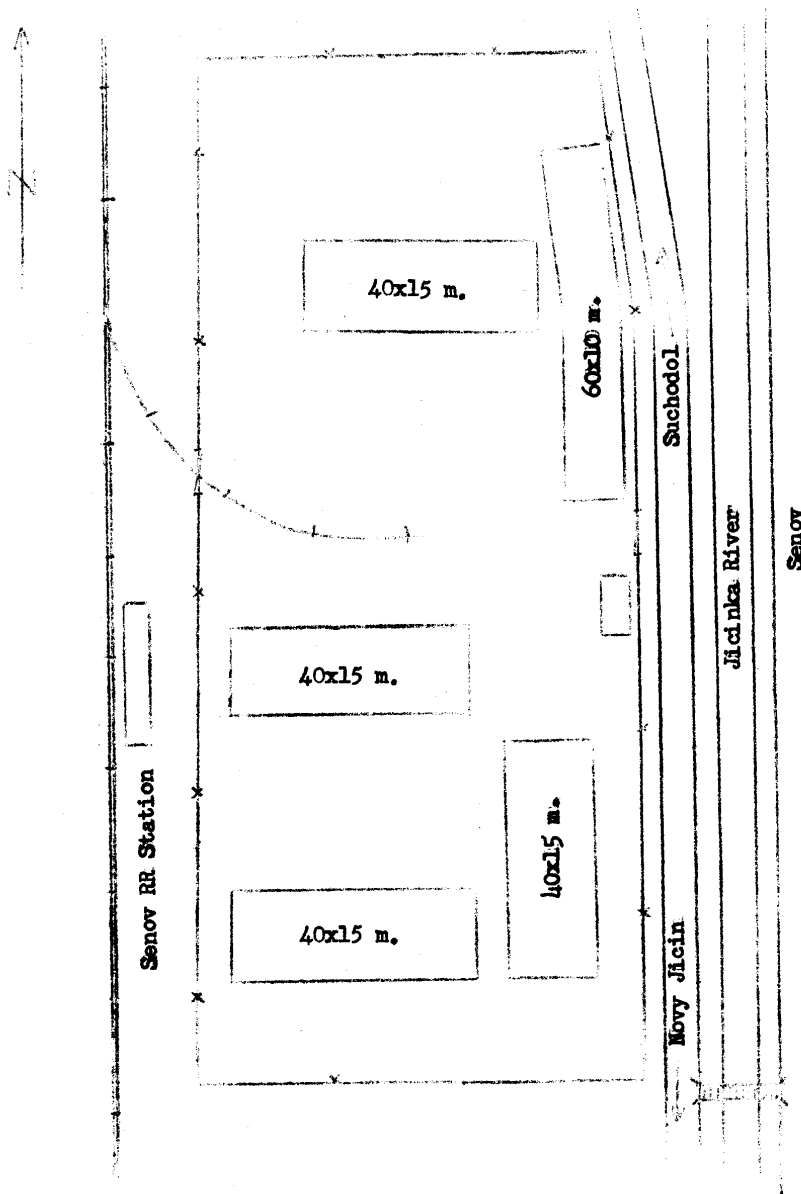 N
40x15 m.
60x10 m.
Suchodol
Jicinka River
Senov
40x15 m.
Senov RR Station
40x15 m.
40x15 m.
Novy Jicin